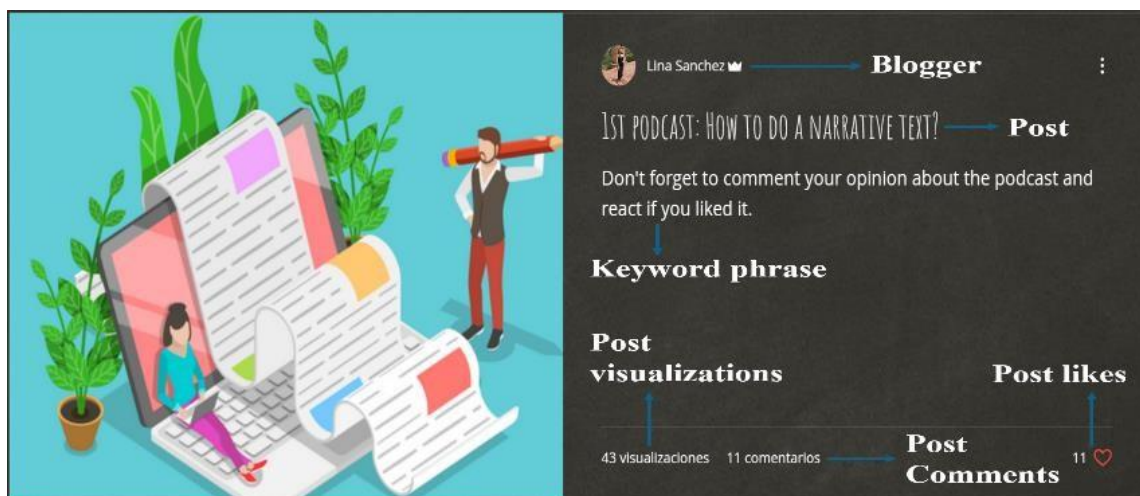 Lina Sanchez
Blogger
1ST PODCAST: HOW TO DO A NARRATIVE TEXT?
Post
Don't forget to comment your opinion about the podcast and
react if you liked it.
Keyword phrase
Post
visualizations
Post likes
43 visualizaciones 11 comentarios
Post
Comments
11